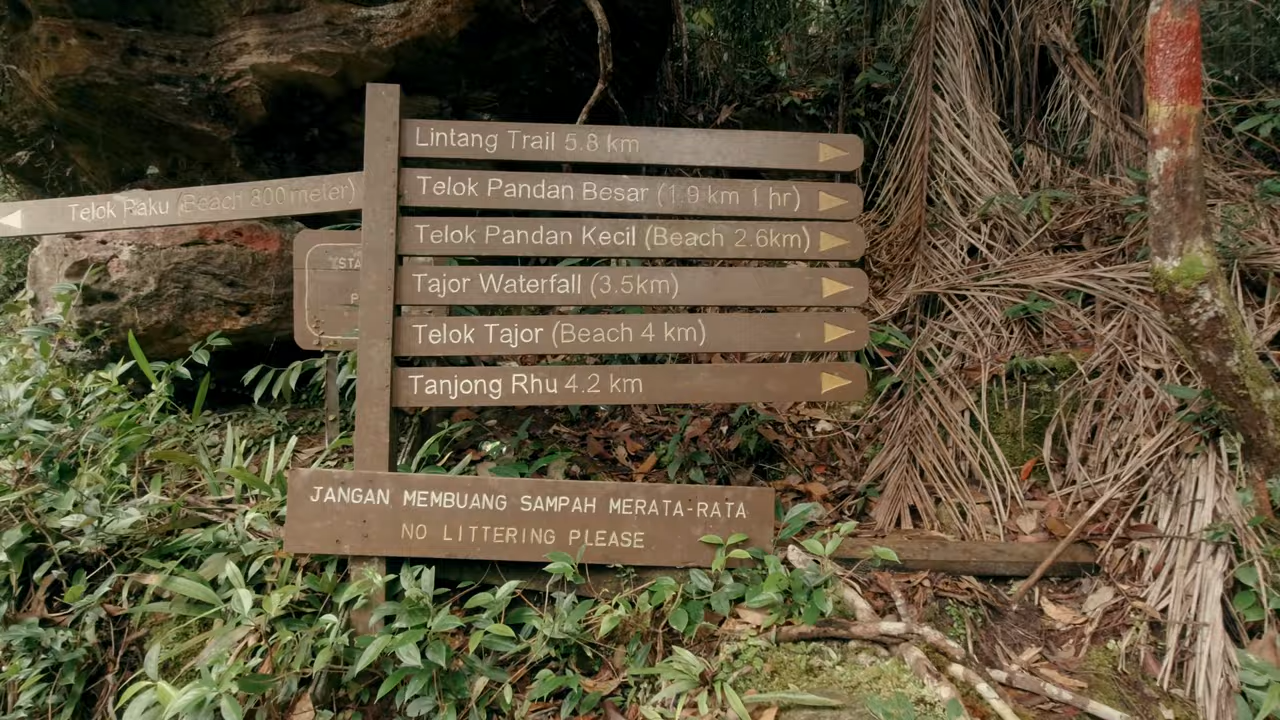 Lintang Trail 5.8 km
Telok Paku (Beach 800 meter)
Telok Pandan Besar (1.9 km 1 hr)
Telok Pandan Kecil (Beach 2.6km)
Tajor Waterfall (3.5km)
Telok Tajor (Beach 4 km)
Tanjong Rhu 4.2 km
JANGAN MEMBUANG SAMPAH MERATA-RATA
NO LITTERING PLEASE